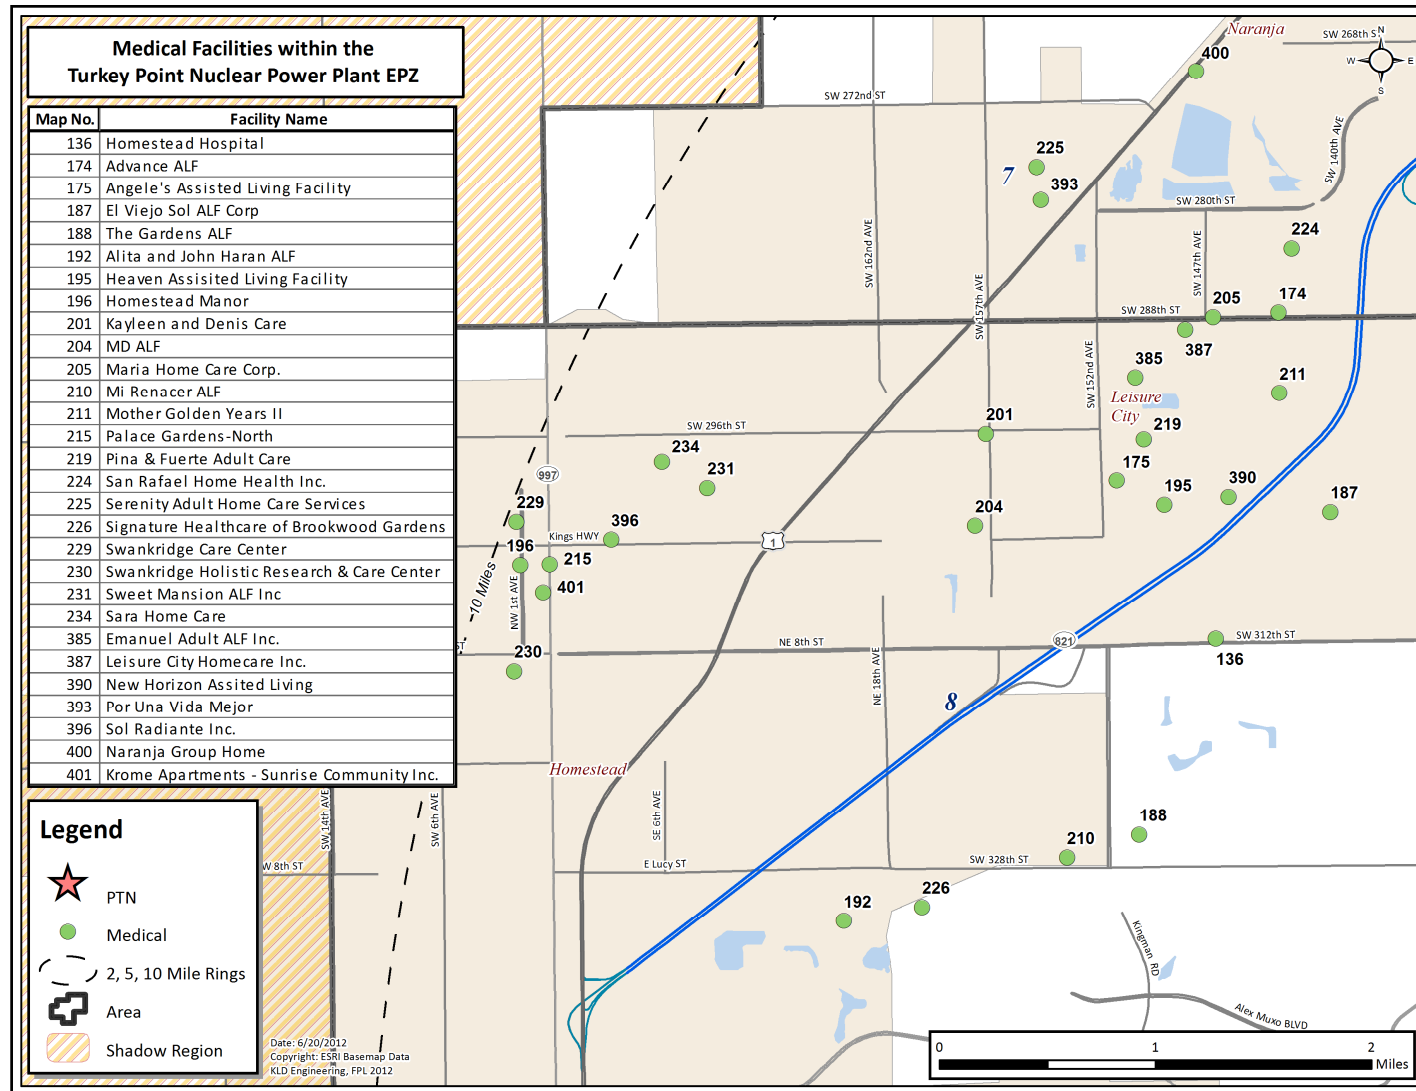 Medical Facilities within the
Turkey Point Nuclear Power Plant EPZ
Map No. Facility Name
136 Homestead Hospital
174 Advance ALF
175 Angele's Assisted Living Facility
187 El Viejo Sol ALF Corp
188 The Gardens ALF
192 Alita and John Haran ALF
195 Heaven Assisited Living Facility
196 Homestead Manor
201 Kayleen and Denis Care
204 MD ALF
205 Maria Home Care Corp.
210 Mi Renacer ALF
211 Mother Golden Years II
215 Palace Gardens-North
219 Pina & Fuerte Adult Care
224 San Rafael Home Health Inc.
225 Serenity Adult Home Care Services
226 Signature Healthcare of Brookwood Gardens
229 Swankridge Care Center
230 Swankridge Holistic Research & Care Center
231 Sweet Mansion ALF Inc
234 Sara Home Care
385 Emanuel Adult ALF Inc.
387 Leisure City Homecare Inc.
390 New Horizon Assited Living
393 Por Una Vida Mejor
396 Sol Radiante Inc.
400 Naranja Group Home
401 Krome Apartments - Sunrise Community Inc.
Legend
PTN
Medical
2, 5, 10 Mile Rings
Area
Shadow Region
Date: 6/20/2012
Copyright: ESRI Basemap Data
KLD Engineering, FPL 2012
Naranja
SW 268th S
N
W E
S
400
SW 272nd ST
SW 140th AVE
225
7
393
SW 280th ST
SW 162nd AVE
SW 147th AVE
224
SW 157th AVE
174
205
SW 288th ST
387
SW 152nd AVE
385
211
Leisure
City
201
SW 296th ST
219
234
997
231
175
195
390
187
229
204
396
Kings HWY
1
196
215
401
10 Miles
NW 1st AVE
ST
230
NE 8th ST
821
SW 312th ST
136
NE 18th AVE
8
Homestead
SW 14th AVE
SW 6th AVE
SE 6th AVE
188
210
W 8th ST
E Lucy ST
SW 328th ST
226
192
Kingman RD
Alex Muxo BLVD
0 1 2
Miles